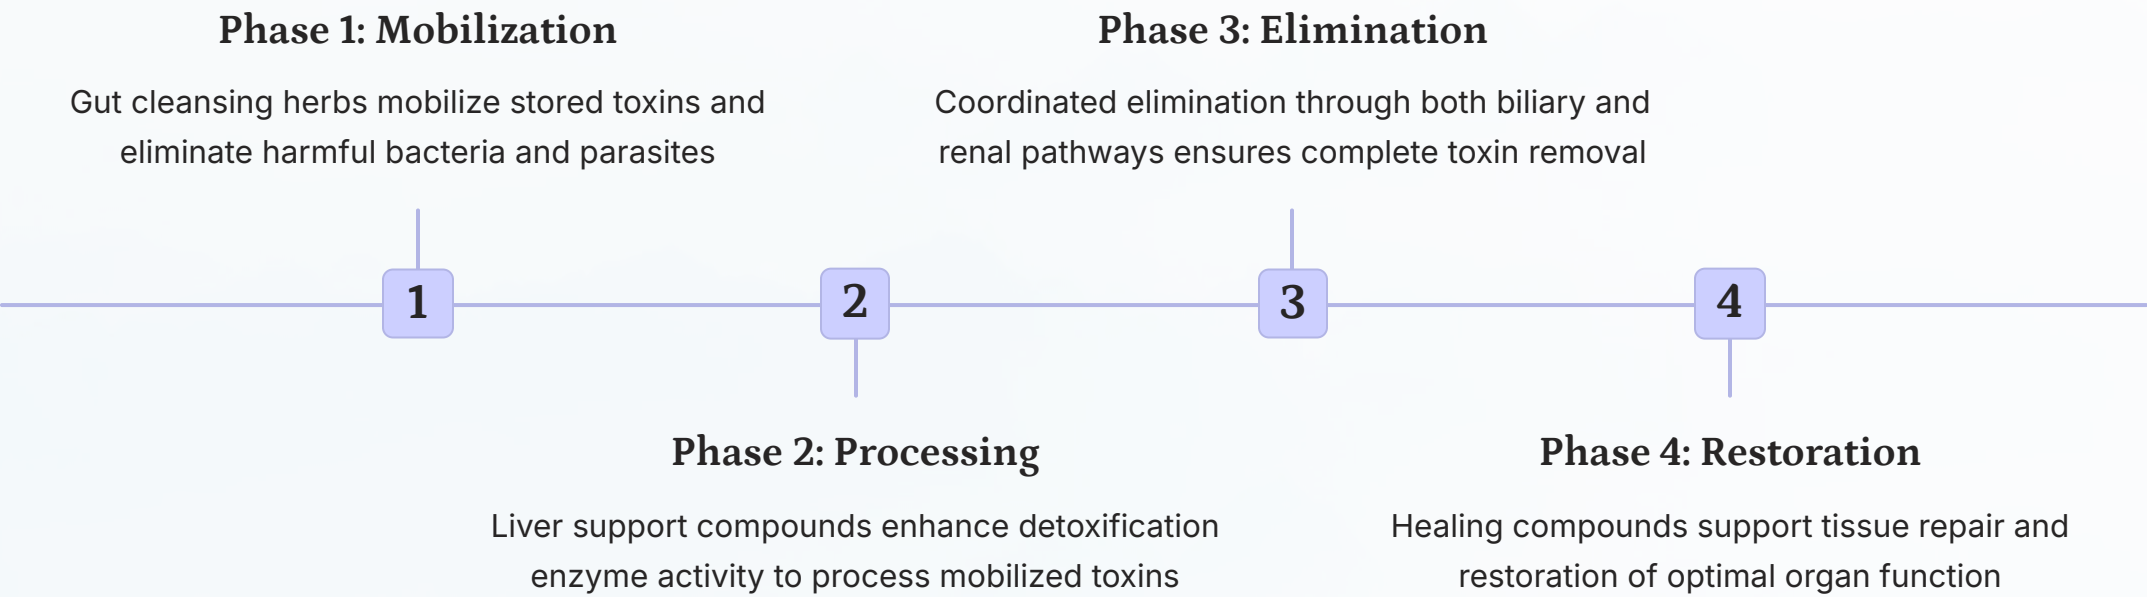 Phase 1: Mobilization
Gut cleansing herbs mobilize stored toxins and
eliminate harmful bacteria and parasites
1
2
Phase 2: Processing
Liver support compounds enhance detoxification
enzyme activity to process mobilized toxins
Phase 3: Elimination
Coordinated elimination through both biliary and
renal pathways ensures complete toxin removal
3
4
Phase 4: Restoration
Healing compounds support tissue repair and
restoration of optimal organ function